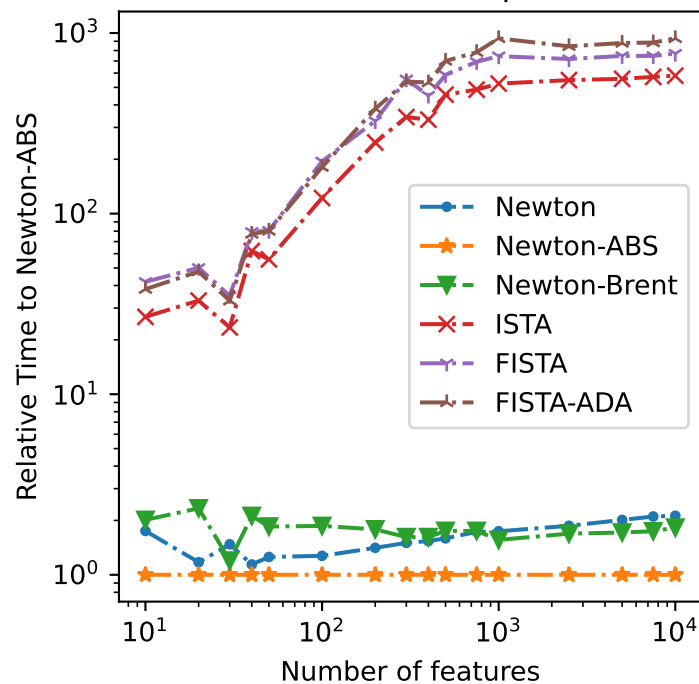 10³
10²
10¹
10⁰
Relative Time to Newton-ABS
Newton
Newton-ABS
Newton-Brent
ISTA
FISTA
FISTA-ADA
10¹
10²
10³
10⁴
Number of features